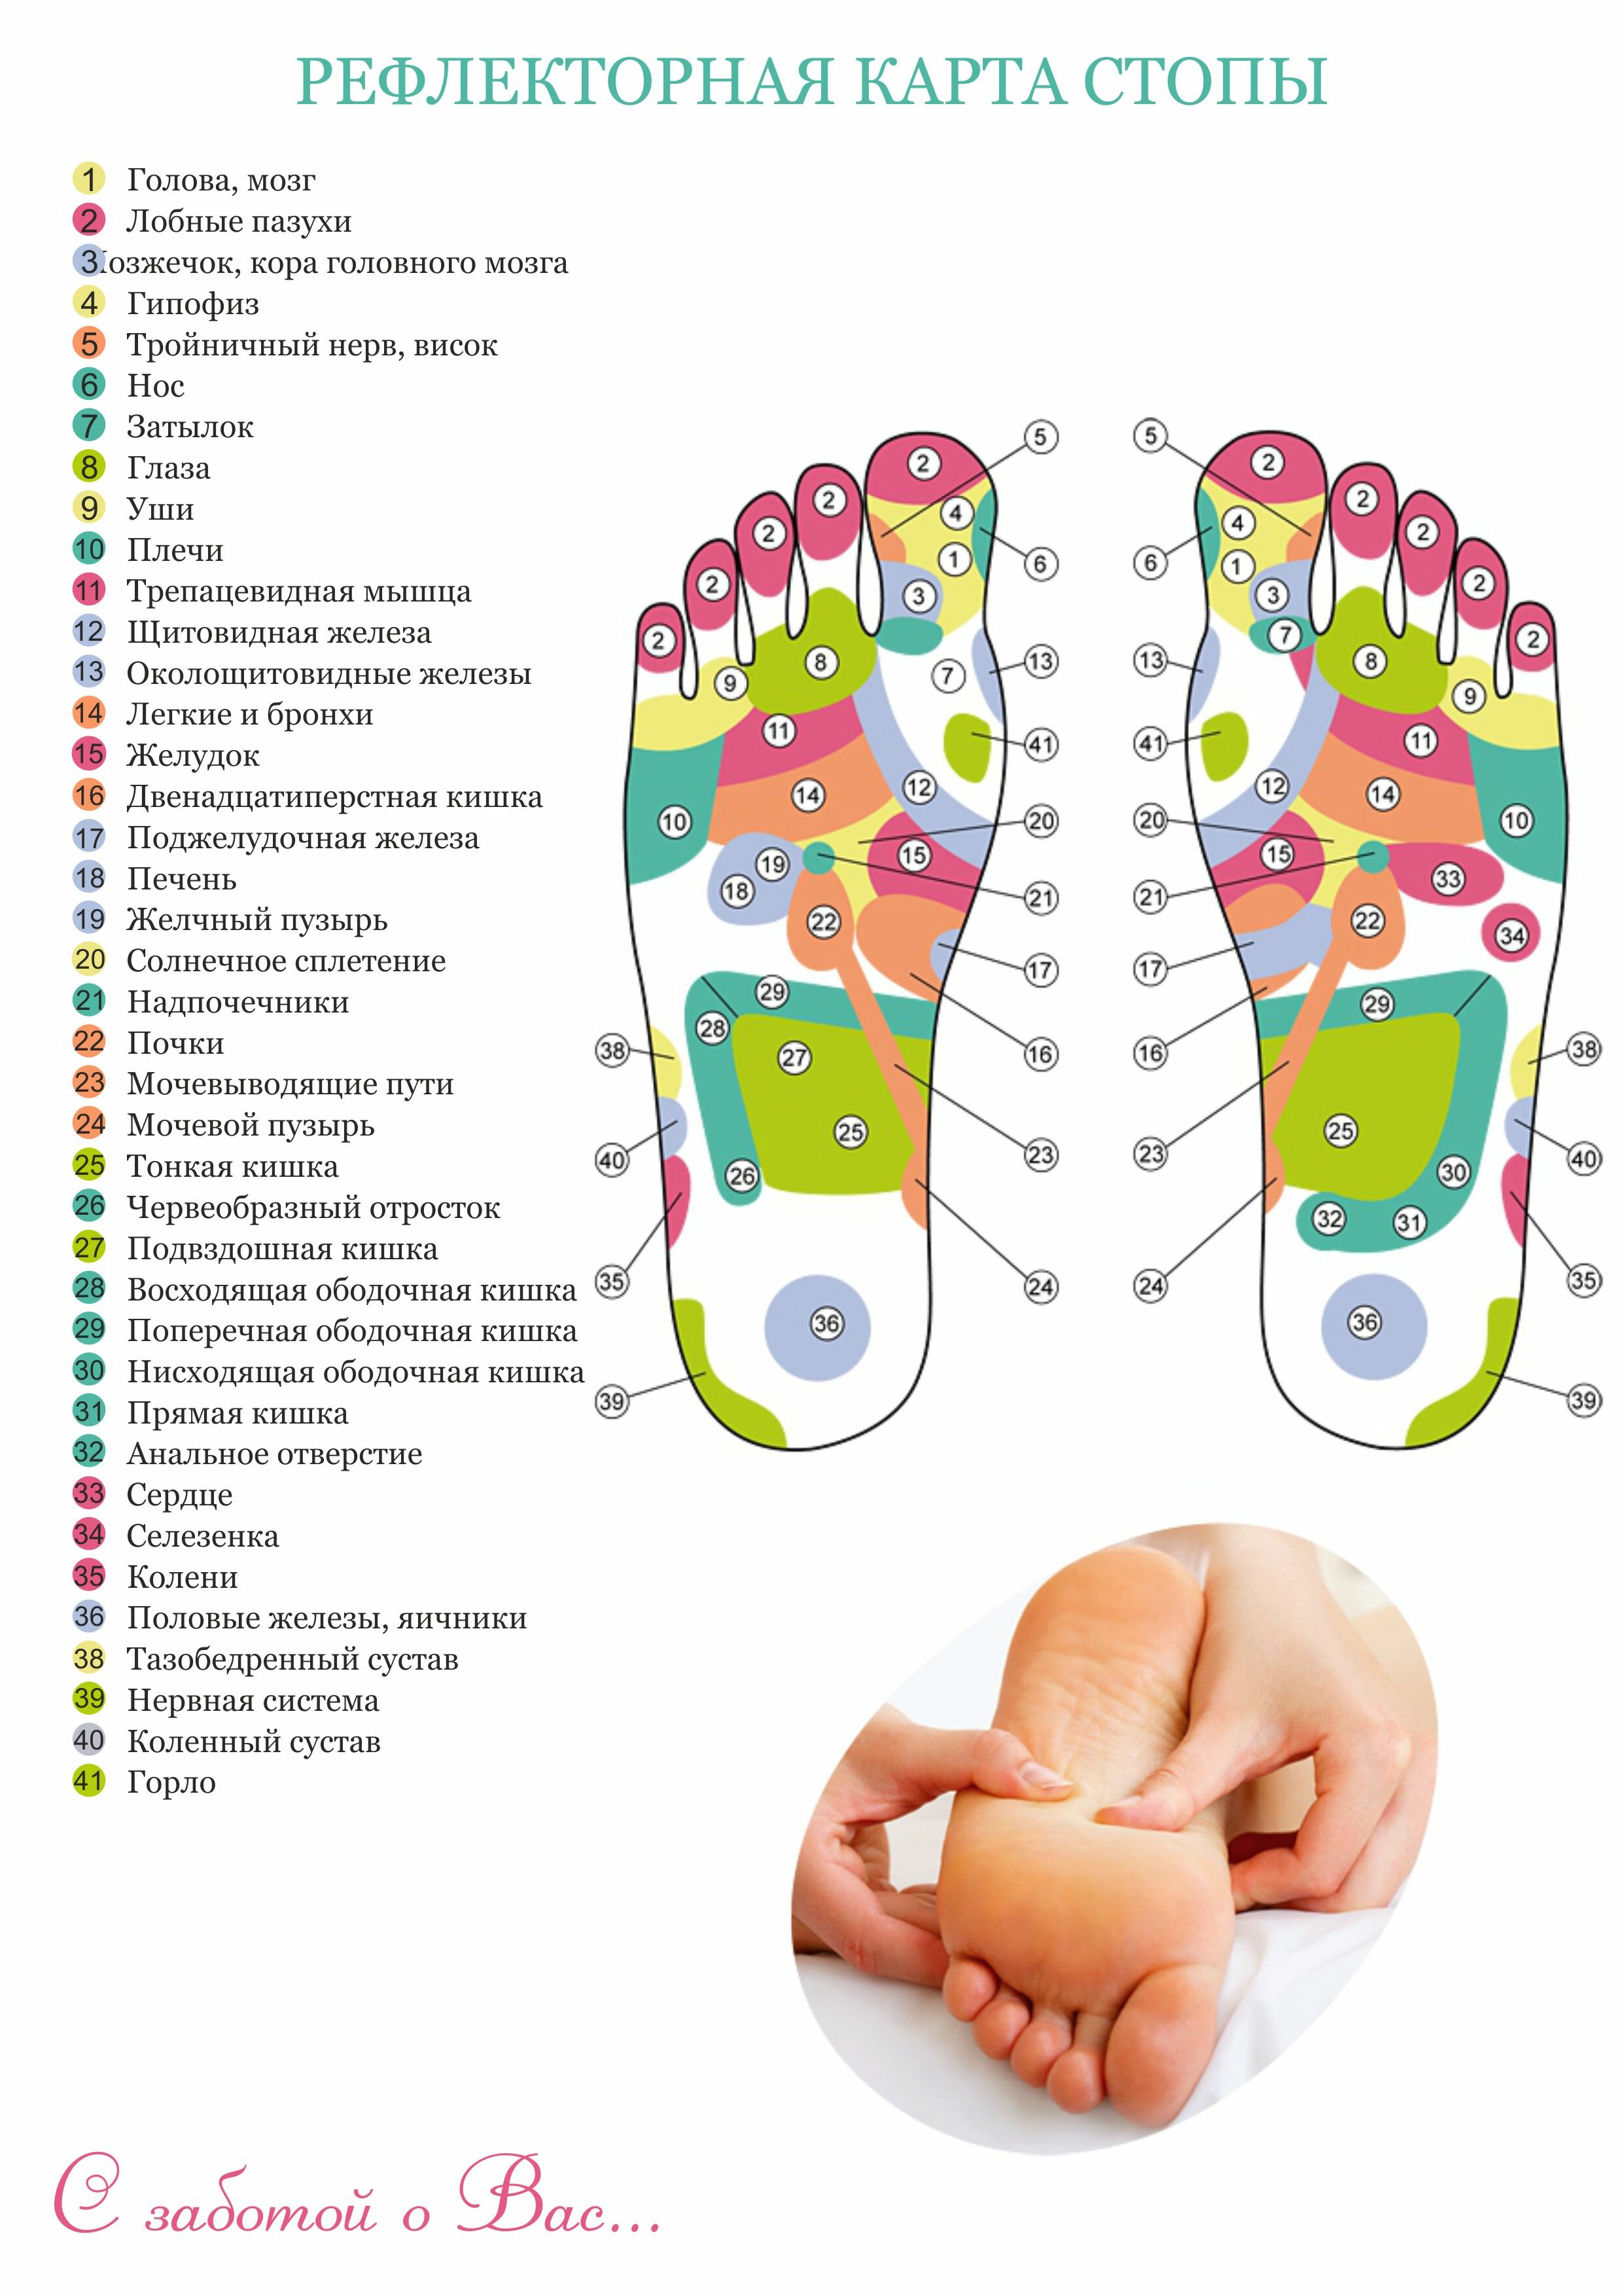 РЕФЛЕКТОРНАЯ КАРТА СТОПЫ
1 Голова, мозг
2 Лобные пазухи
3 озжечок, кора головного мозга
4 Гипофиз
5 Тройничный нерв, висок
6 Нос
7 Затылок
8 Глаза
9 Уши
10 Плечи
11 Трепацевидная мышца
12 Щитовидная железа
13 Околощитовидные железы
14 Легкие и бронхи
15 Желудок
16 Двенадцатиперстная кишка
17 Поджелудочная железа
18 Печень
19 Желчный пузырь
20 Солнечное сплетение
21 Надпочечники
22 Почки
23 Мочевыводящие пути
24 Мочевой пузырь
25 Тонкая кишка
26 Червеобразный отросток
27 Подвздошная кишка
28 Восходящая ободочная кишка
29 Поперечная ободочная кишка
30 Нисходящая ободочная кишка
31 Прямая кишка
32 Анальное отверстие
33 Сердце
34 Селезенка
35 Колени
36 Половые железы, яичники
38 Тазобедренный сустав
39 Нервная система
40 Коленный сустав
41 Горло
2
2
2
2
2
5
4
6
1
3
13
7
8
9
11
41
14
12
10
20
19
15
18
21
22
17
29
28
38
27
16
25
40
23
26
35
24
36
39
5
2
2
2
2
2
4
6
1
3
7
13
8
9
41
11
12
14
20
10
15
33
21
22
34
17
29
16
38
25
23
40
30
32
31
24
35
36
39
С заботой о Вас...